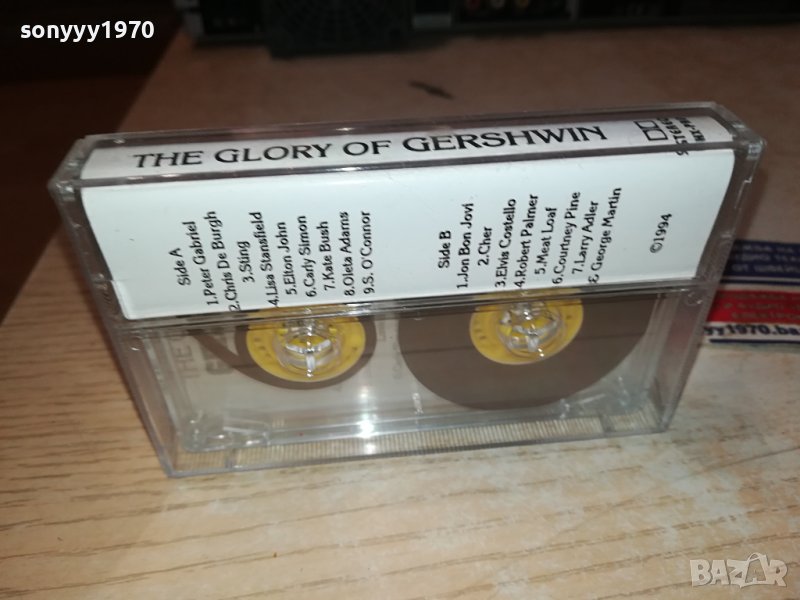 sonyyy1970
THE GLORY OF GERSHWIN
Side A
1.Peter Gabriel
2.Chris De Burgh
3.Sting
4.Lisa Stansfield
5.Elton John
6.Carly Simon
7.Kate Bush
8.Oleta Adams
9.S. O'Connor
Side B
1.Jon Bon Jovi
2.Cher
3.Elvis Costello
4.Robert Palmer
5.Meat Loaf
6.Courtney Pine
7.Larry Adler
& George Martin
©1994
BAZAR